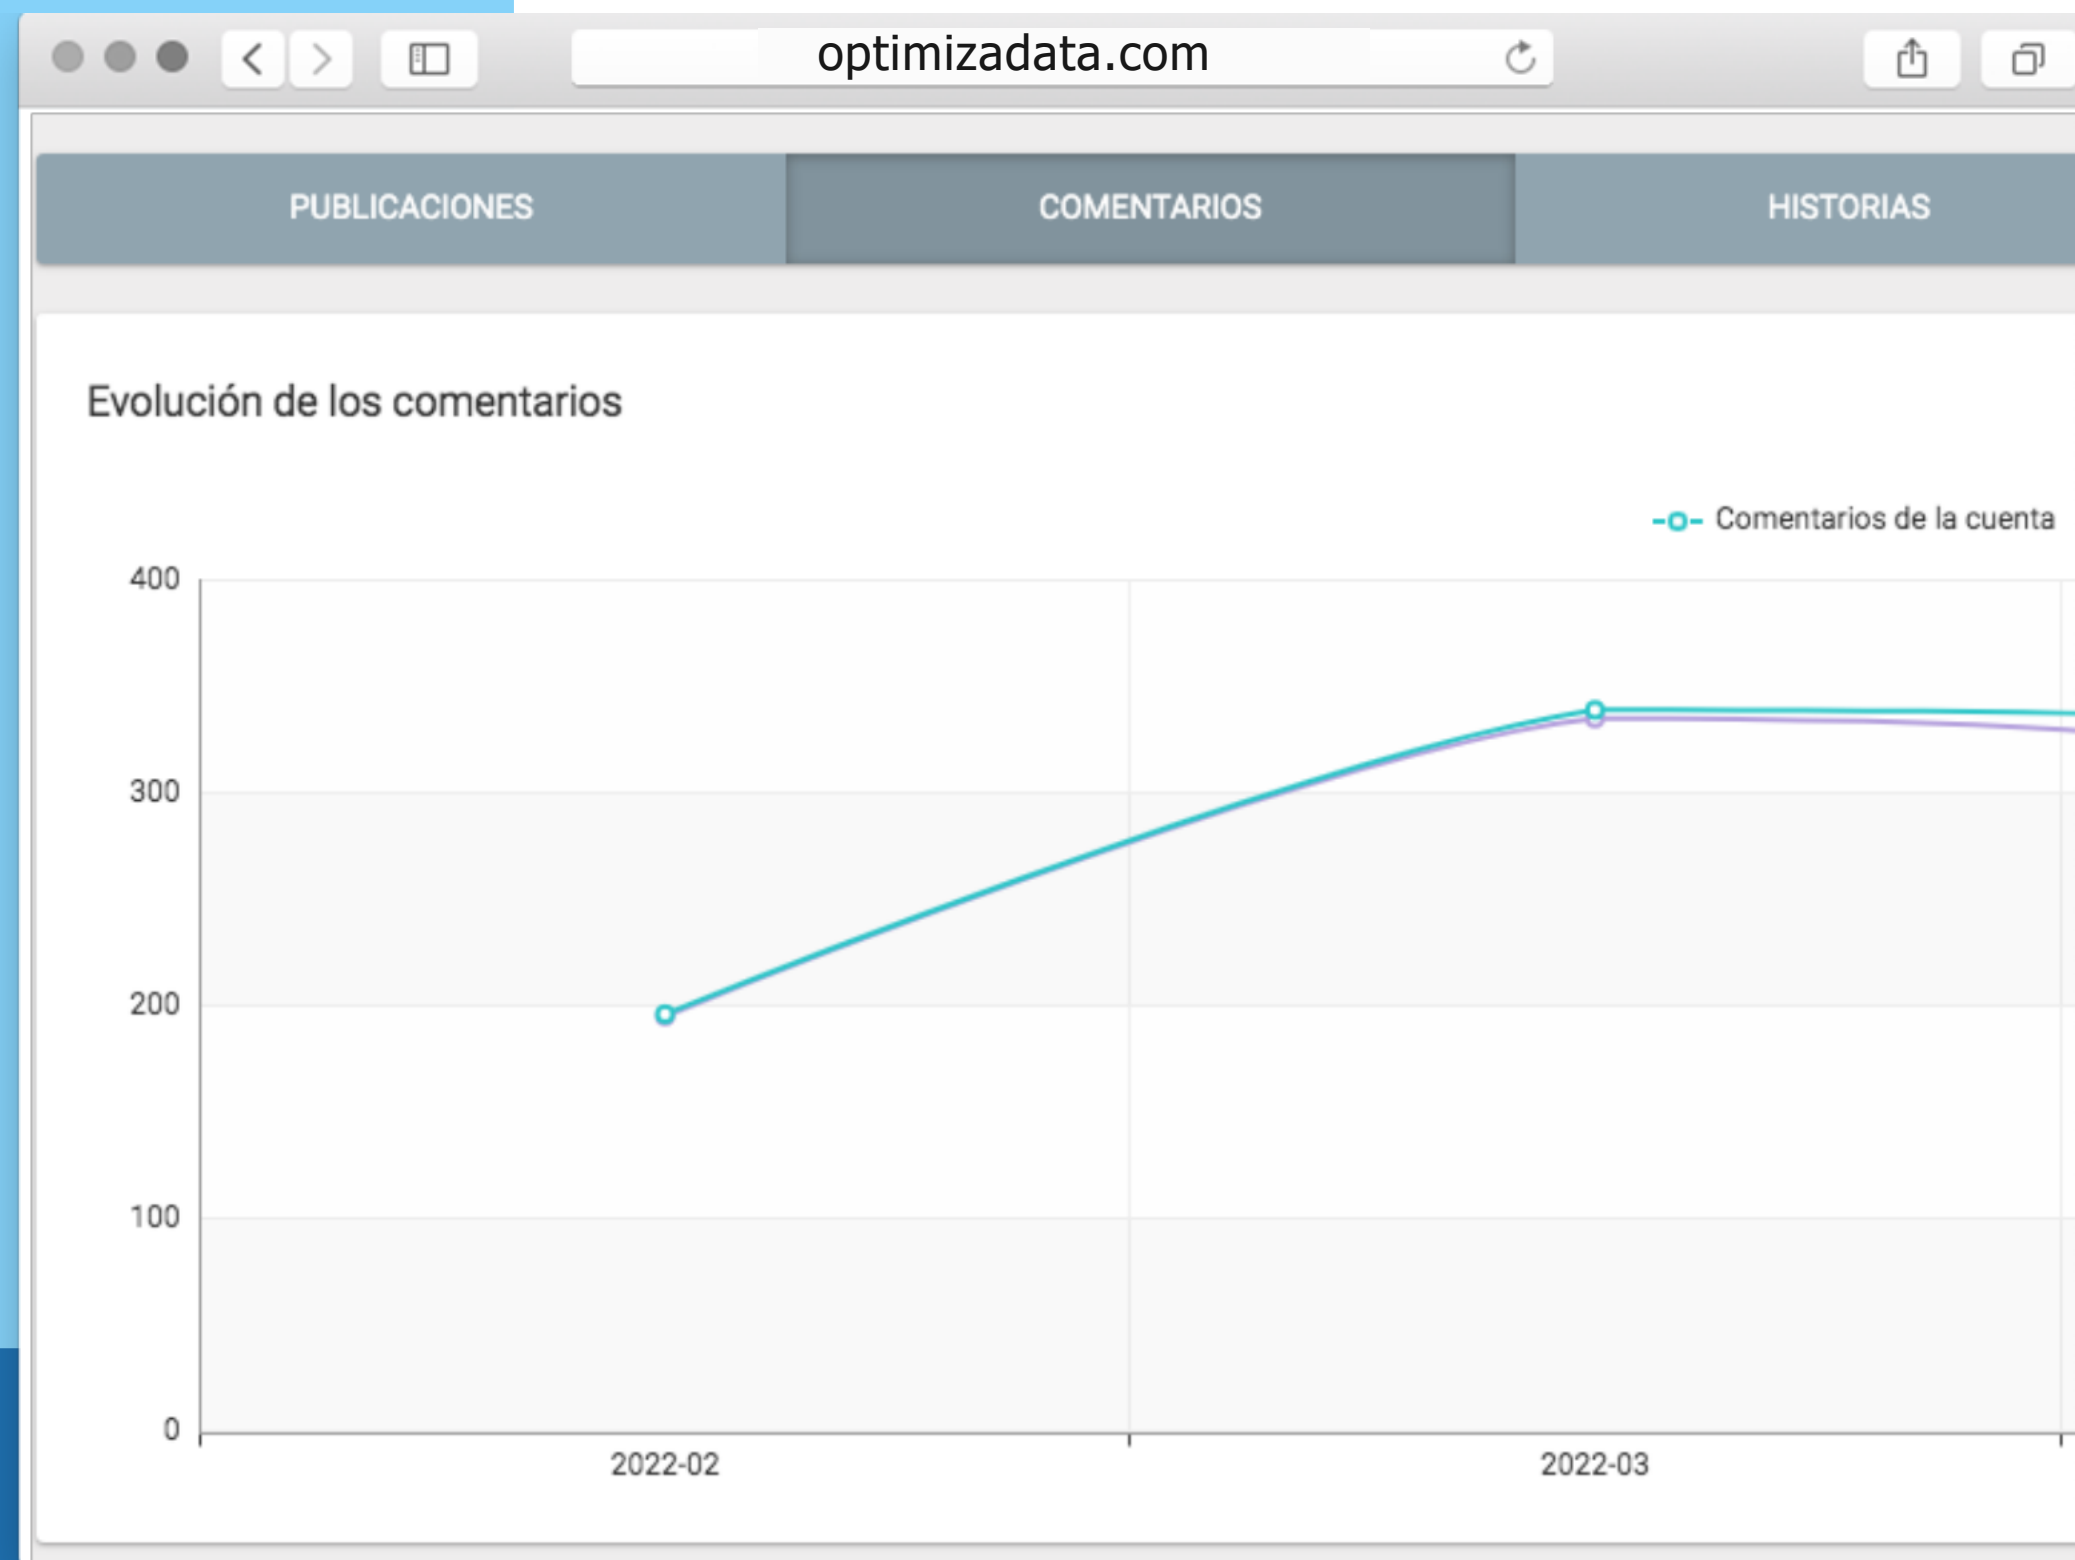 optimizadata.com
PUBLICACIONES
COMENTARIOS
HISTORIAS
Evolución de los comentarios
Comentarios de la cuenta
400
300
200
100
0
2022-02
2022-03